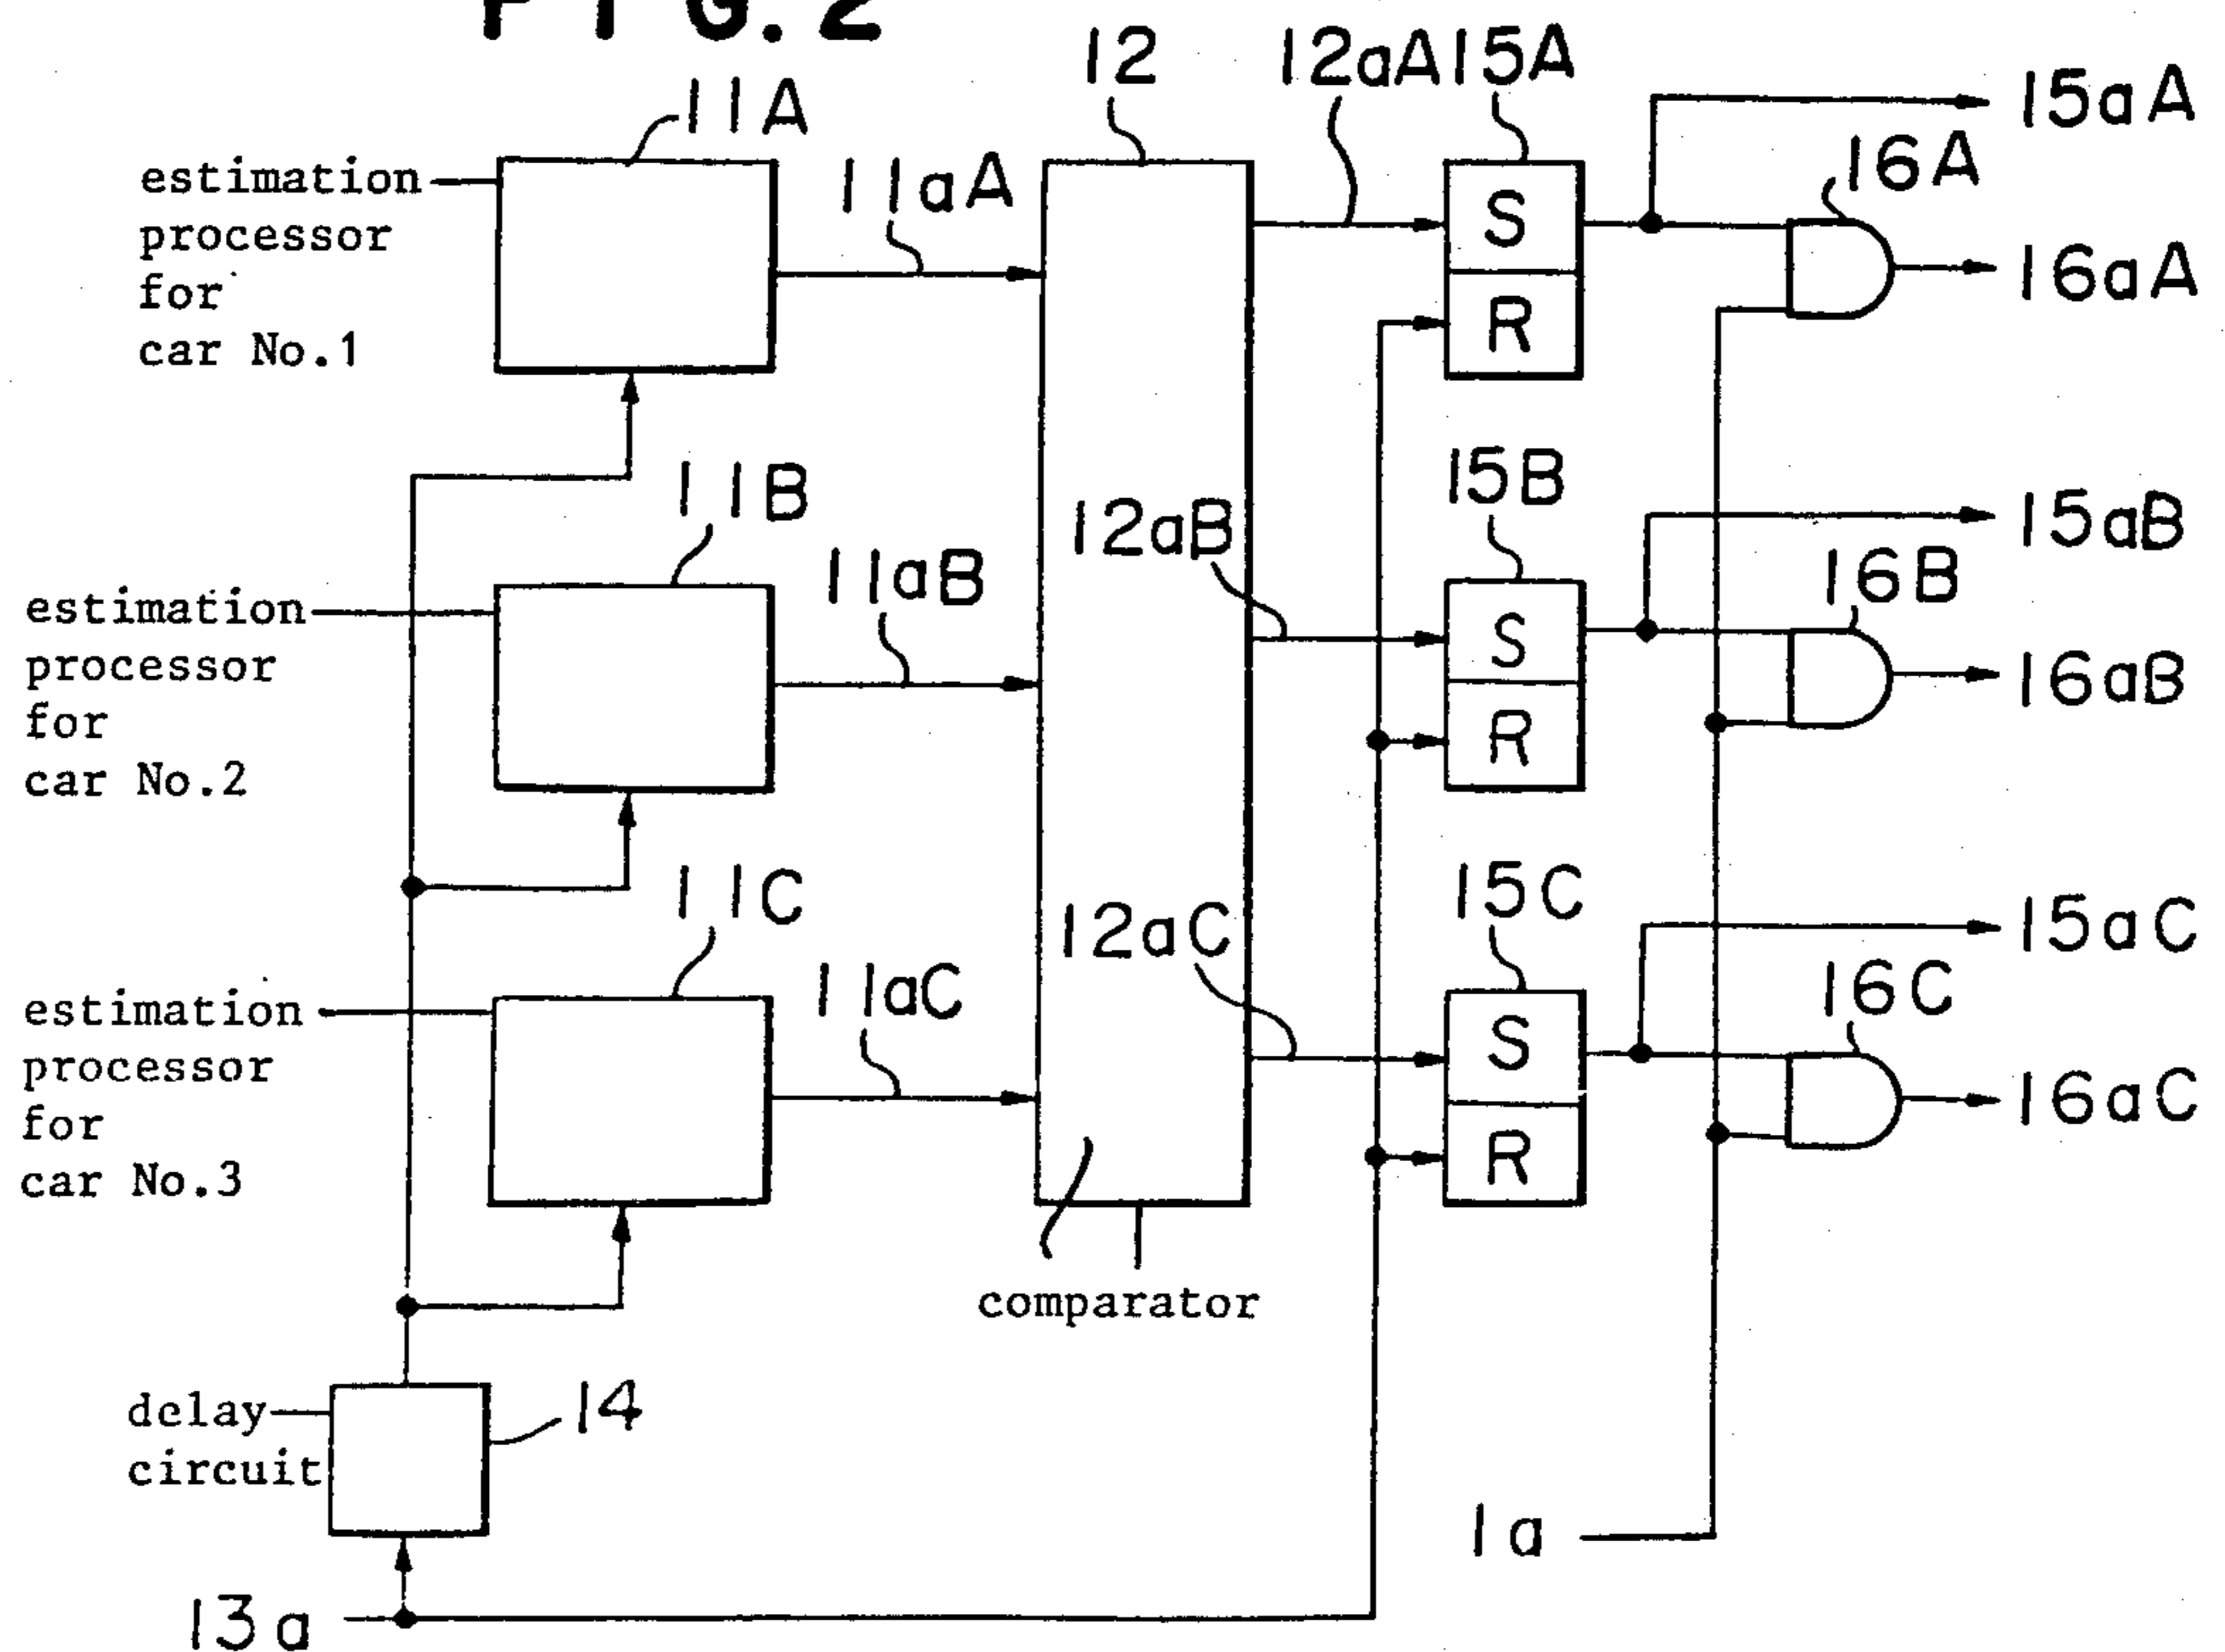 FIG.2
12
12aA
15A
15aA
11A
16A
estimation
processor
for
car No.1
11aA
S
R
16aA
11B
15B
15aB
12aB
16B
11aB
estimation
processor
for
car No.2
S
R
16aB
11C
15C
15aC
12aC
16C
11aC
estimation
processor
for
car No.3
S
R
16aC
comparator
delay
circuit
14
1a
13a